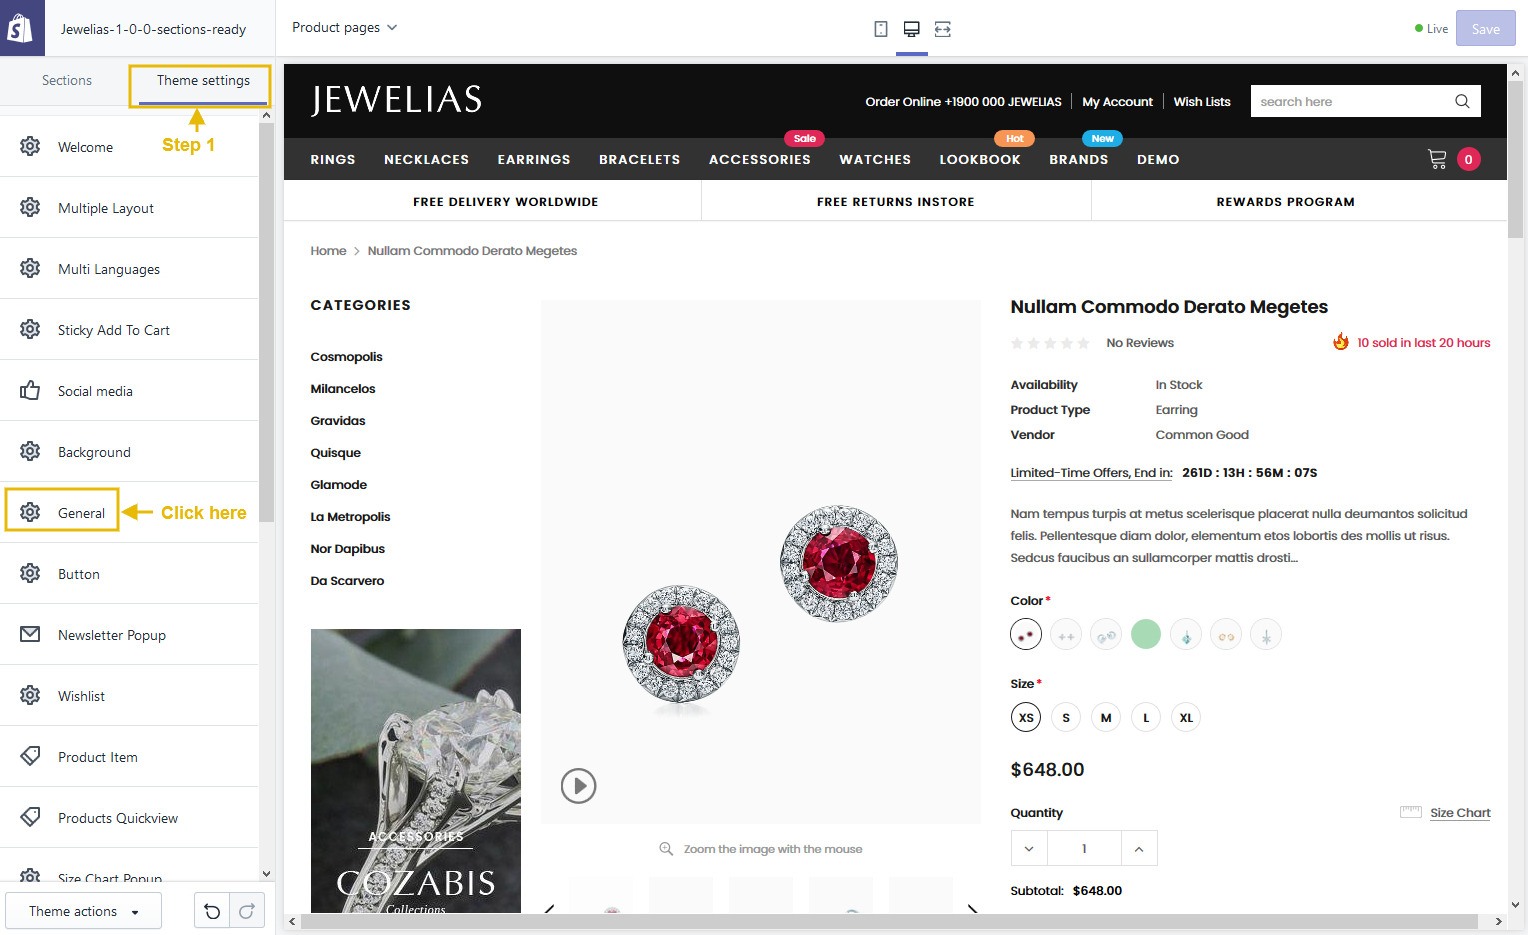 Jewelias-1-0-0-sections-ready
Product pages
Live
Save
Sections
Theme settings
Step 1
Welcome
Multiple Layout
Multi Languages
Sticky Add To Cart
Social media
Background
General
Click here
Button
Newsletter Popup
Wishlist
Product Item
Products Quickview
Size Chart Popup
Theme actions
JEWELIAS
Order Online +1900 000 JEWELIAS
My Account
Wish Lists
search here
Sale
Hot
New
RINGS NECKLACES EARRINGS BRACELETS ACCESSORIES WATCHES LOOKBOOK BRANDS DEMO
0
FREE DELIVERY WORLDWIDE
FREE RETURNS INSTORE
REWARDS PROGRAM
Home > Nullam Commodo Derato Megetes
CATEGORIES
Cosmopolis
Milancelos
Gravidas
Quisque
Glamode
La Metropolis
Nor Dapibus
Da Scarvero
ACCESSORIES
COZABIS
Collections
Zoom the image with the mouse
Nullam Commodo Derato Megetes
No Reviews
10 sold in last 20 hours
Availability In Stock
Product Type Earring
Vendor Common Good
Limited-Time Offers, End in: 261D : 13H : 56M : 07S
Nam tempus turpis at metus scelerisque placerat nulla deumantos solicitud
felis. Pellentesque diam dolor, elementum etos lobortis des mollis ut risus.
Sedcus faucibus an sullamcorper mattis drosti...
Color *
Size *
XS S M L XL
$648.00
Quantity
Size Chart
1
Subtotal: $648.00